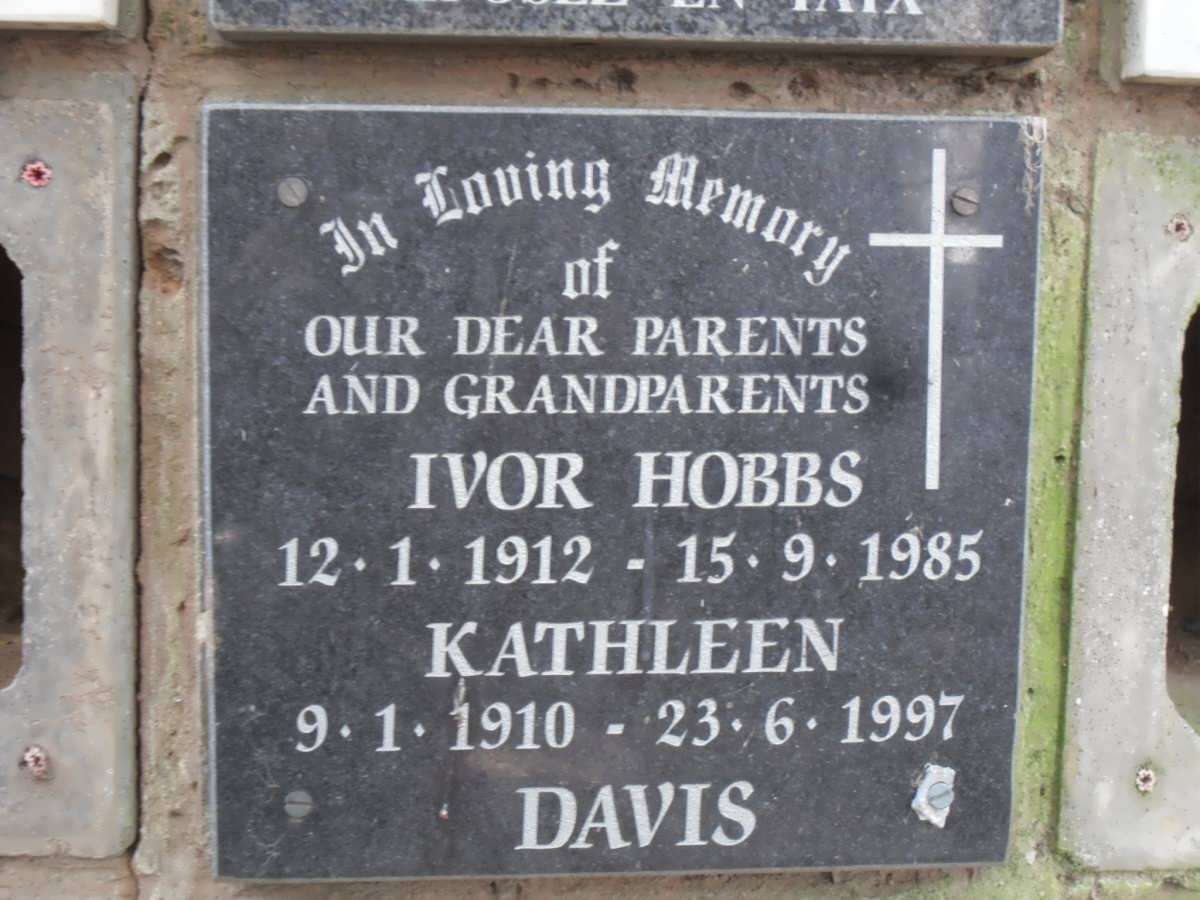 EN
In Loving Memory
of
OUR DEAR PARENTS
AND GRANDPARENTS
IVOR HOBBS
12 · 1 · 1912 - 15 · 9 · 1985
KATHLEEN
9 · 1 · 1910 - 23 · 6 · 1997
DAVIS